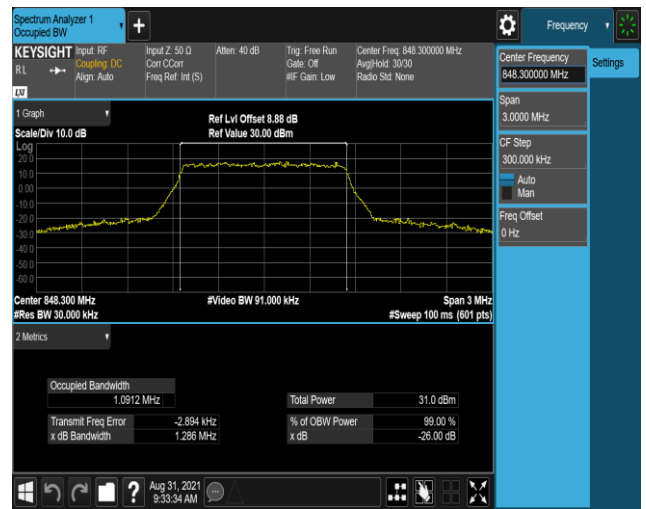 Spectrum Analyzer 1
Occupied BW
+
Frequency
KEYSIGHT
R L
LXI
Input: RF
Coupling: DC
Align: Auto
Input Z: 50 Ω
Corr CCorr
Freq Ref: Int (S)
Atten: 40 dB
Trig: Free Run
Gate: Off
#IF Gain: Low
Center Freq: 848.300000 MHz
Avg|Hold: 30/30
Radio Std: None
Center Frequency
848.300000 MHz
Settings
Span
3.0000 MHz
CF Step
300.000 kHz
Auto
Man
Freq Offset
0 Hz
1 Graph
Scale/Div 10.0 dB
Ref Lvl Offset 8.88 dB
Ref Value 30.00 dBm
Log
20.0
10.0
0.00
-10.0
-20.0
-30.0
-40.0
-50.0
-60.0
Center 848.300 MHz
#Res BW 30.000 kHz
#Video BW 91.000 kHz
Span 3 MHz
#Sweep 100 ms (601 pts)
2 Metrics
Occupied Bandwidth
1.0912 MHz
Total Power 31.0 dBm
Transmit Freq Error -2.894 kHz
% of OBW Power 99.00 %
x dB Bandwidth 1.286 MHz
x dB -26.00 dB
?
Aug 31, 2021
9:33:34 AM